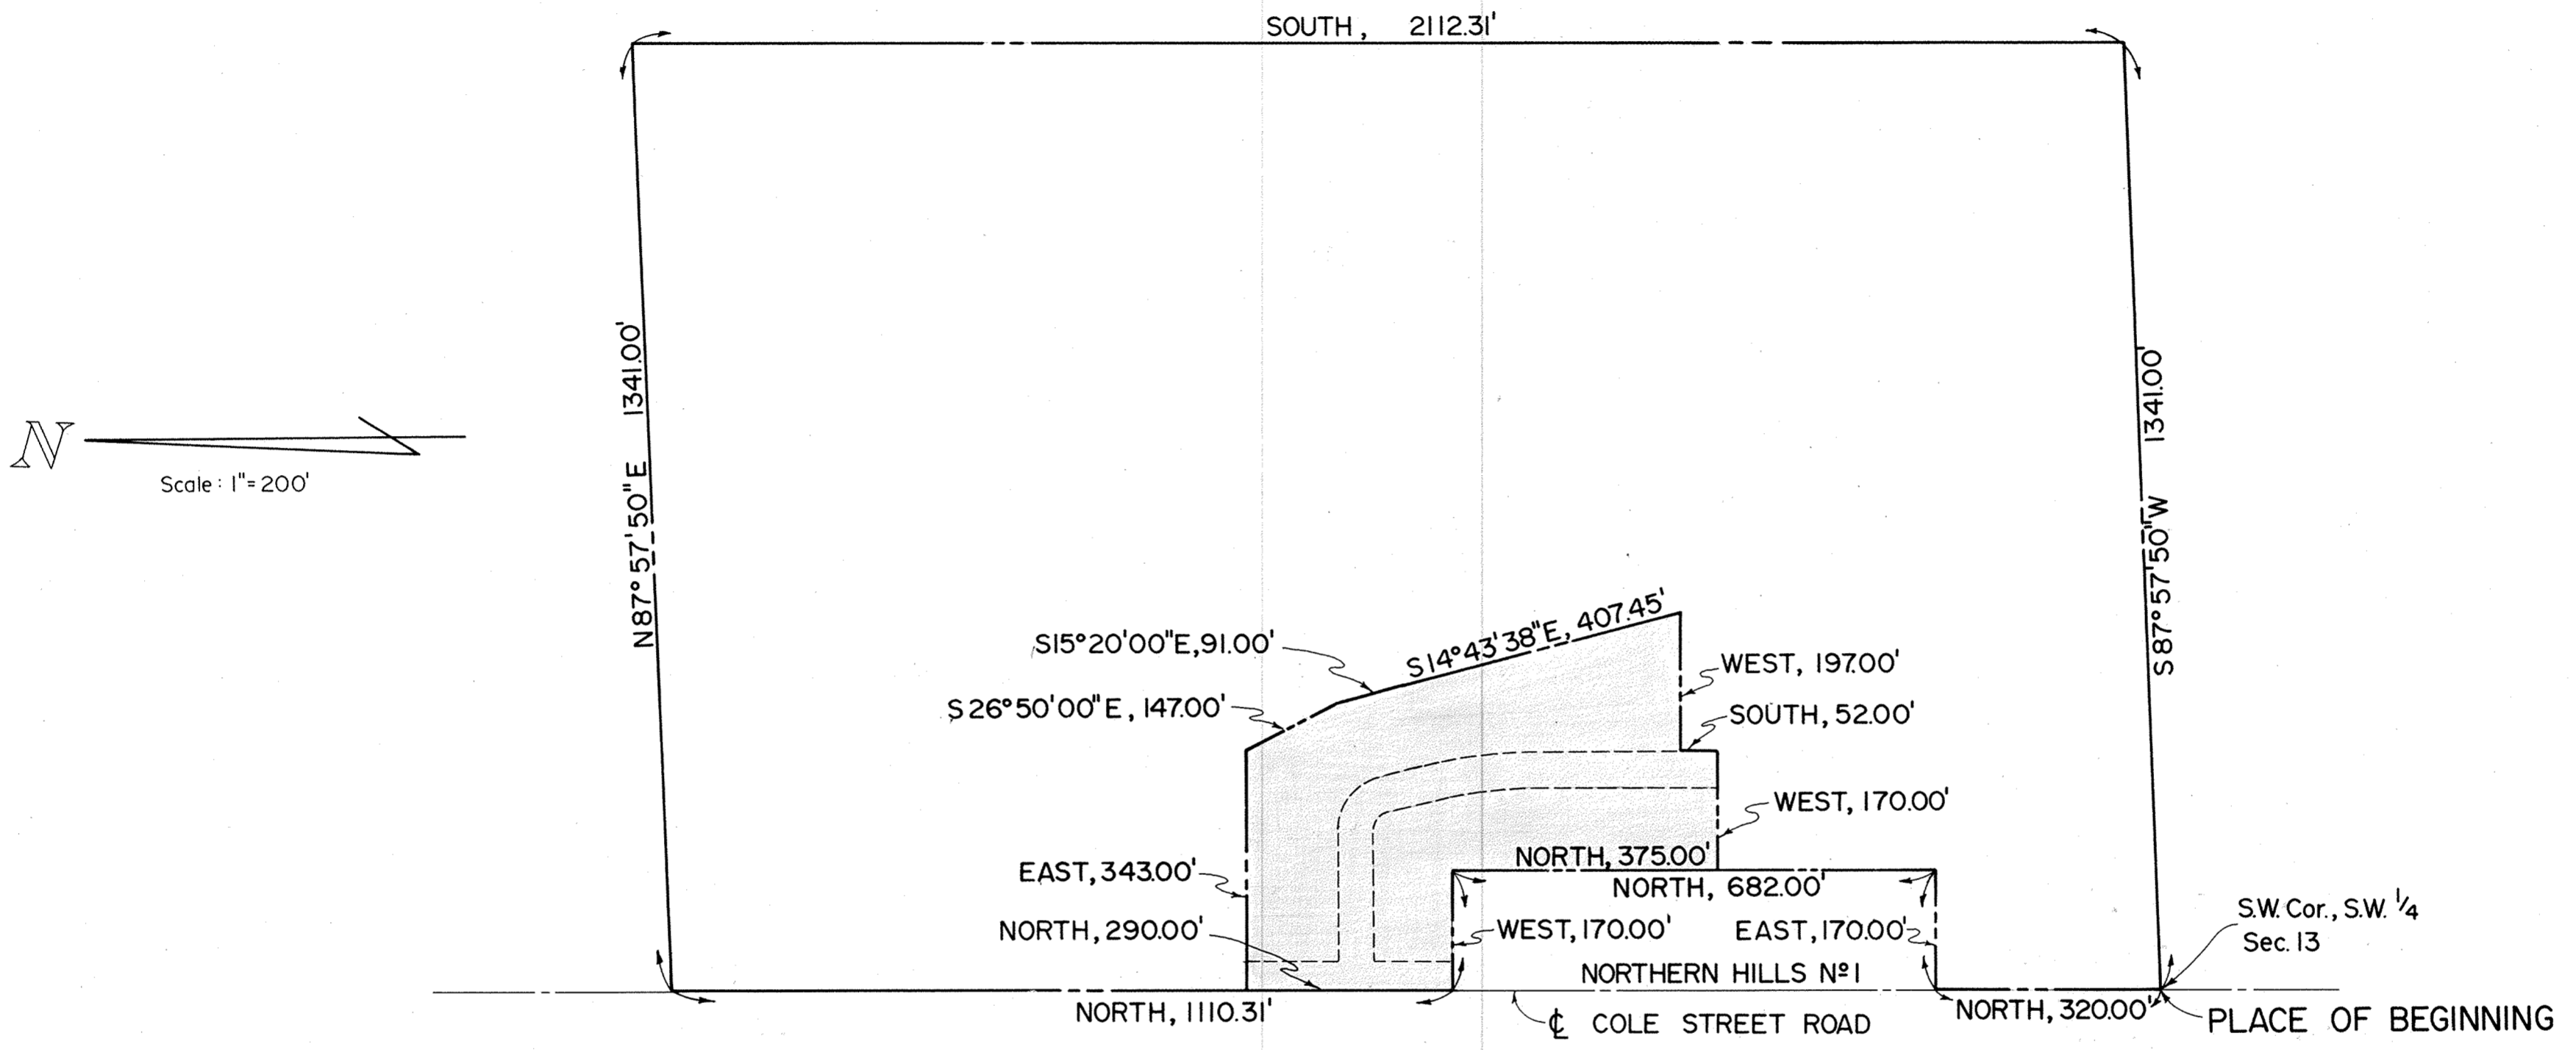 SOUTH, 2112.31'
N87°57'50"E 1341.00'
S87°57'50"W 1341.00'
N
Scale: 1"=200'
S15°20'00"E,91.00'
S14°43'38"E, 407.45'
S26°50'00"E, 147.00'
WEST, 197.00'
SOUTH, 52.00'
WEST, 170.00'
EAST, 343.00'
NORTH, 375.00'
NORTH, 682.00'
NORTH, 290.00'
WEST, 170.00'
EAST, 170.00'
S.W. Cor., S.W. 1/4
Sec. 13
NORTHERN HILLS Nº 1
NORTH, 1110.31'
℄ COLE STREET ROAD
NORTH, 320.00'
PLACE OF BEGINNING